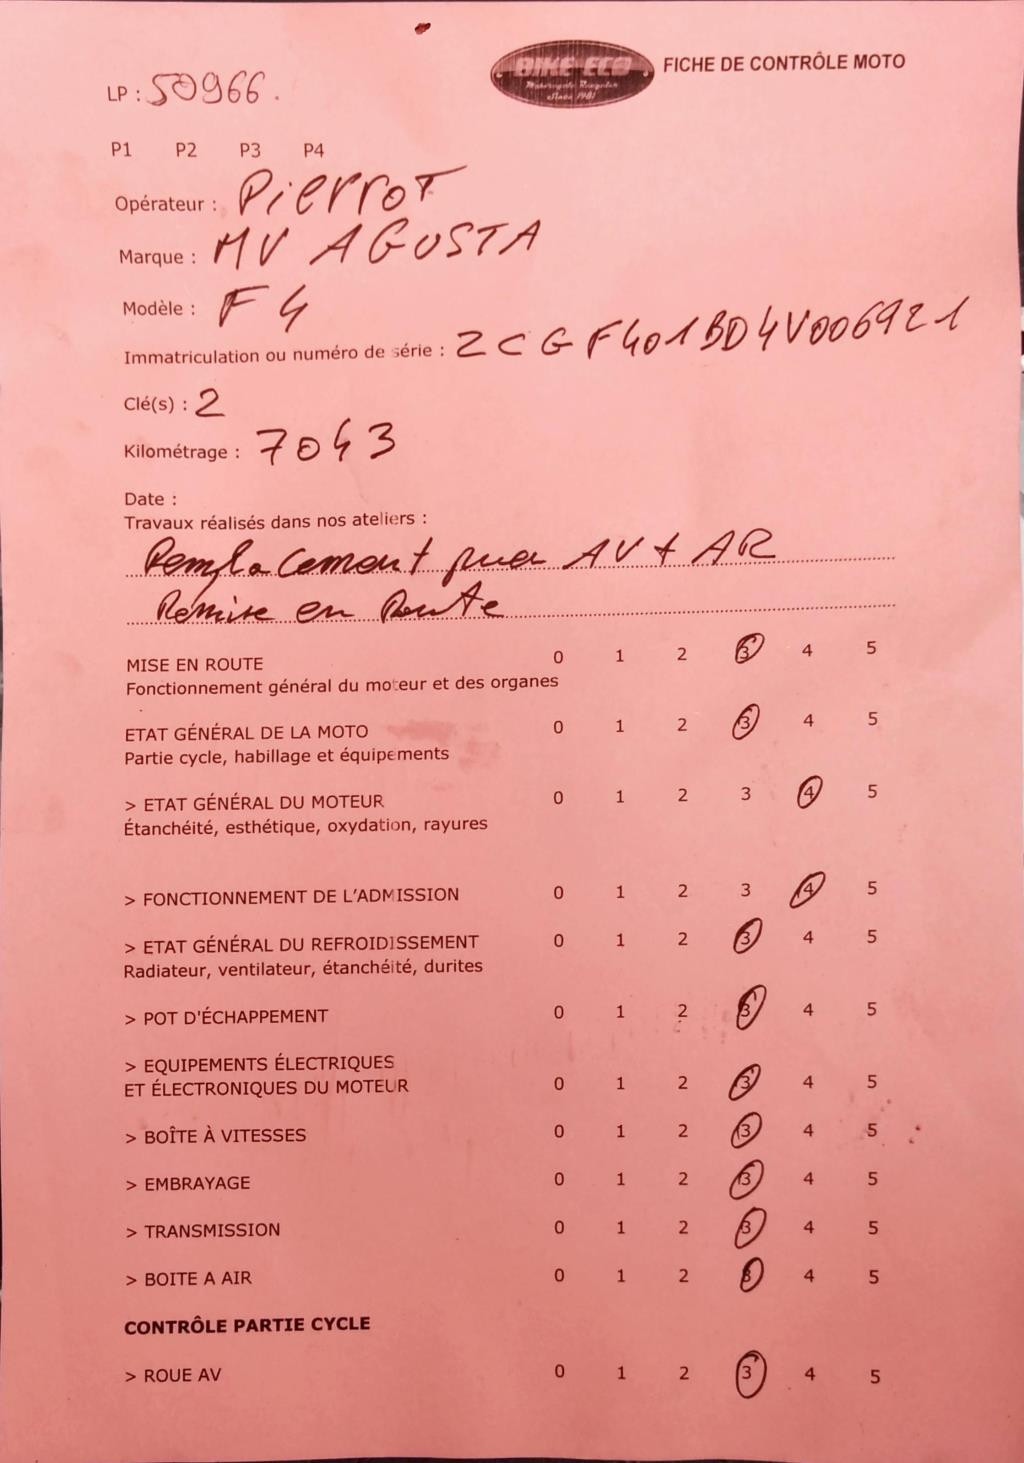 BIKE-ECO
Motorcycle Recycler
Since 1981
FICHE DE CONTRÔLE MOTO
LP : 50966.
P1 P2 P3 P4
Opérateur : Pierrot
Marque : MV AGUSTA
Modèle : F4
Immatriculation ou numéro de série : ZCGF401BD4V006921
Clé(s) : 2
Kilométrage : 7043
Date :
Travaux réalisés dans nos ateliers :
Remplacement pneu AV + AR
Remise en Route
MISE EN ROUTE 0 1 2 3 4 5
Fonctionnement général du moteur et des organes
ETAT GÉNÉRAL DE LA MOTO 0 1 2 3 4 5
Partie cycle, habillage et équipements
> ETAT GÉNÉRAL DU MOTEUR 0 1 2 3 4 5
Étanchéité, esthétique, oxydation, rayures
> FONCTIONNEMENT DE L'ADMISSION 0 1 2 3 4 5
> ETAT GÉNÉRAL DU REFROIDISSEMENT 0 1 2 3 4 5
Radiateur, ventilateur, étanchéité, durites
> POT D'ÉCHAPPEMENT 0 1 2 3 4 5
> EQUIPEMENTS ÉLECTRIQUES
ET ÉLECTRONIQUES DU MOTEUR 0 1 2 3 4 5
> BOÎTE À VITESSES 0 1 2 3 4 5
> EMBRAYAGE 0 1 2 3 4 5
> TRANSMISSION 0 1 2 3 4 5
> BOITE A AIR 0 1 2 3 4 5
CONTRÔLE PARTIE CYCLE
> ROUE AV 0 1 2 3 4 5